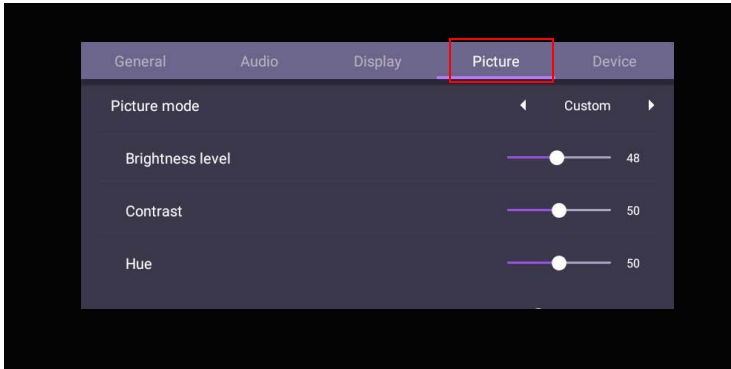 General Audio Display Picture Device
Picture mode Custom
Brightness level 48
Contrast 50
Hue 50